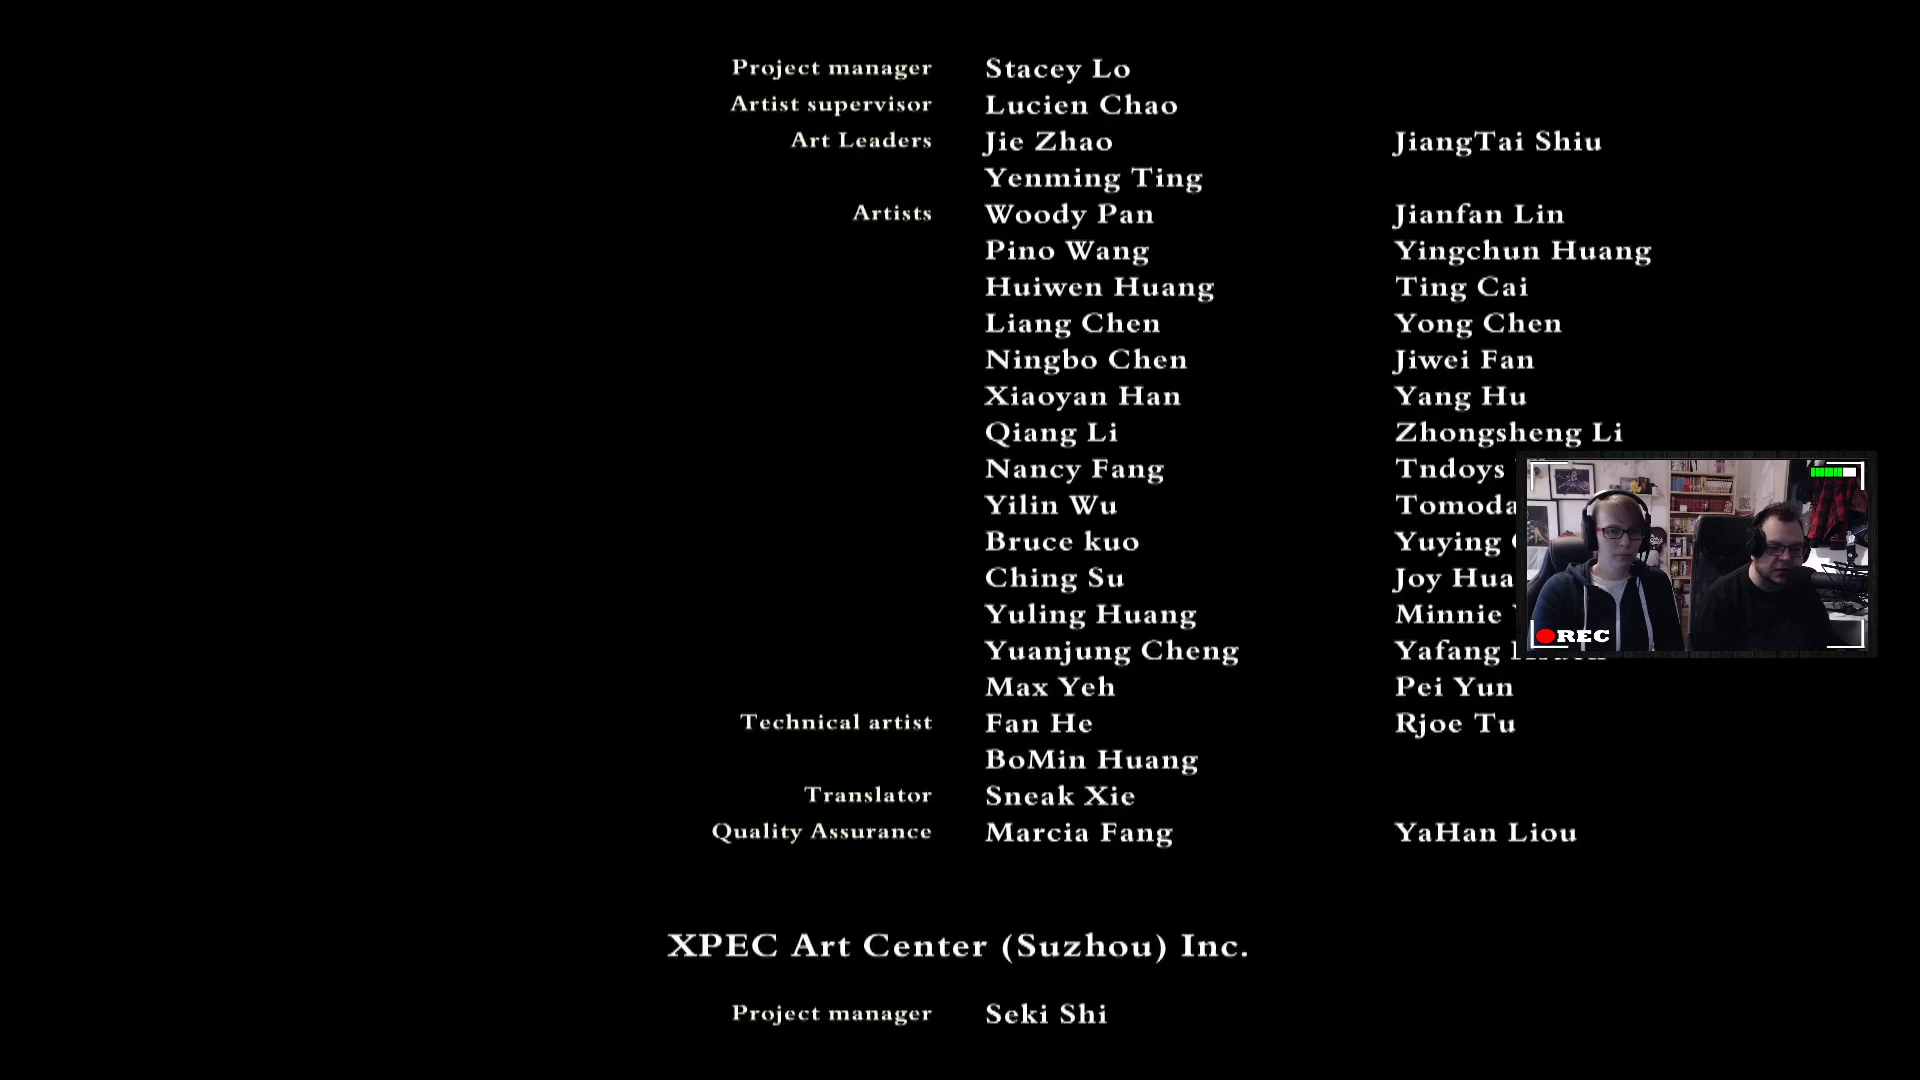 Project manager Stacey Lo
Artist supervisor Lucien Chao
Art Leaders Jie Zhao JiangTai Shiu
Yenming Ting
Artists Woody Pan Jianfan Lin
Pino Wang Yingchun Huang
Huiwen Huang Ting Cai
Liang Chen Yong Chen
Ningbo Chen Jiwei Fan
Xiaoyan Han Yang Hu
Qiang Li Zhongsheng Li
Nancy Fang Tndoys
Yilin Wu
Bruce kuo Yuying
Ching Su Joy
Yuling Huang Minnie
Yuanjung Cheng Yafang
Max Yeh Pei Yun
Technical artist Fan He Rjoe Tu
BoMin Huang
Translator Sneak Xie
Quality Assurance Marcia Fang YaHan Liou
XPEC Art Center (Suzhou) Inc.
Project manager Seki Shi
REC